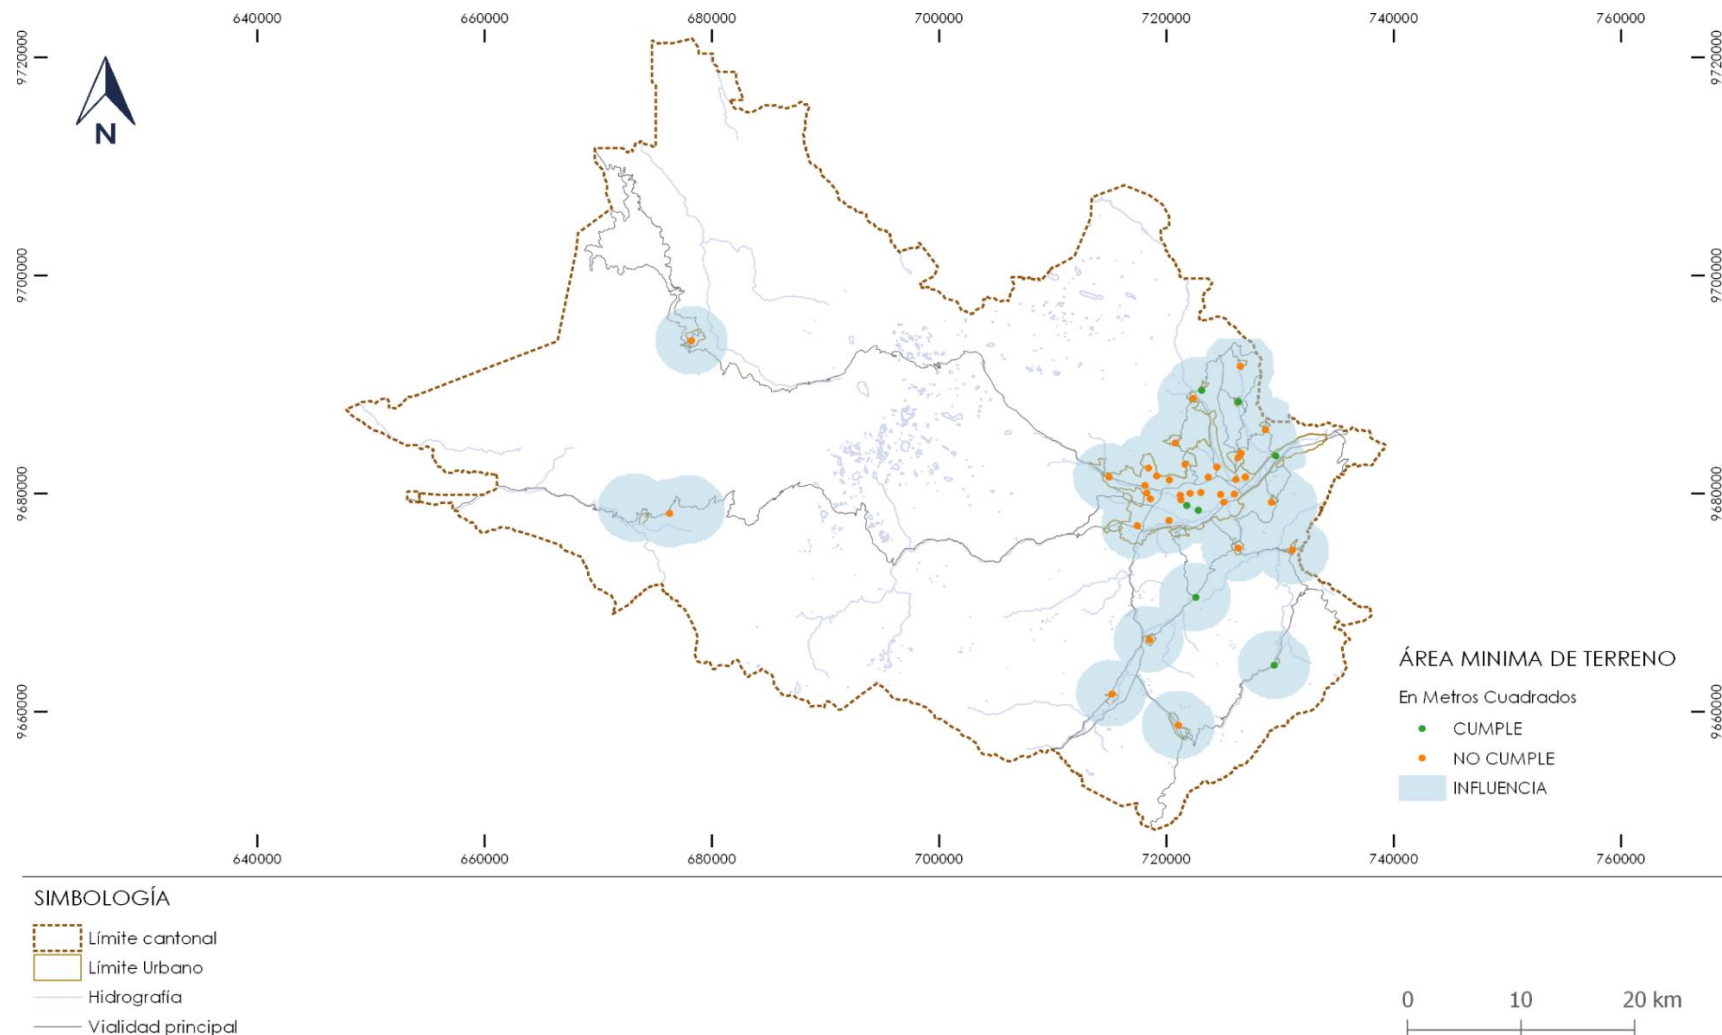 640000 660000 680000 700000 720000 740000 760000
9720000 9720000
N
9700000 9700000
9680000 9680000
9660000 9660000
ÁREA MINIMA DE TERRENO
En Metros Cuadrados
CUMPLE
NO CUMPLE
INFLUENCIA
640000 660000 680000 700000 720000 740000 760000
SIMBOLOGÍA
Límite cantonal
Límite Urbano
Hidrografía
Vialidad principal
0 10 20 km